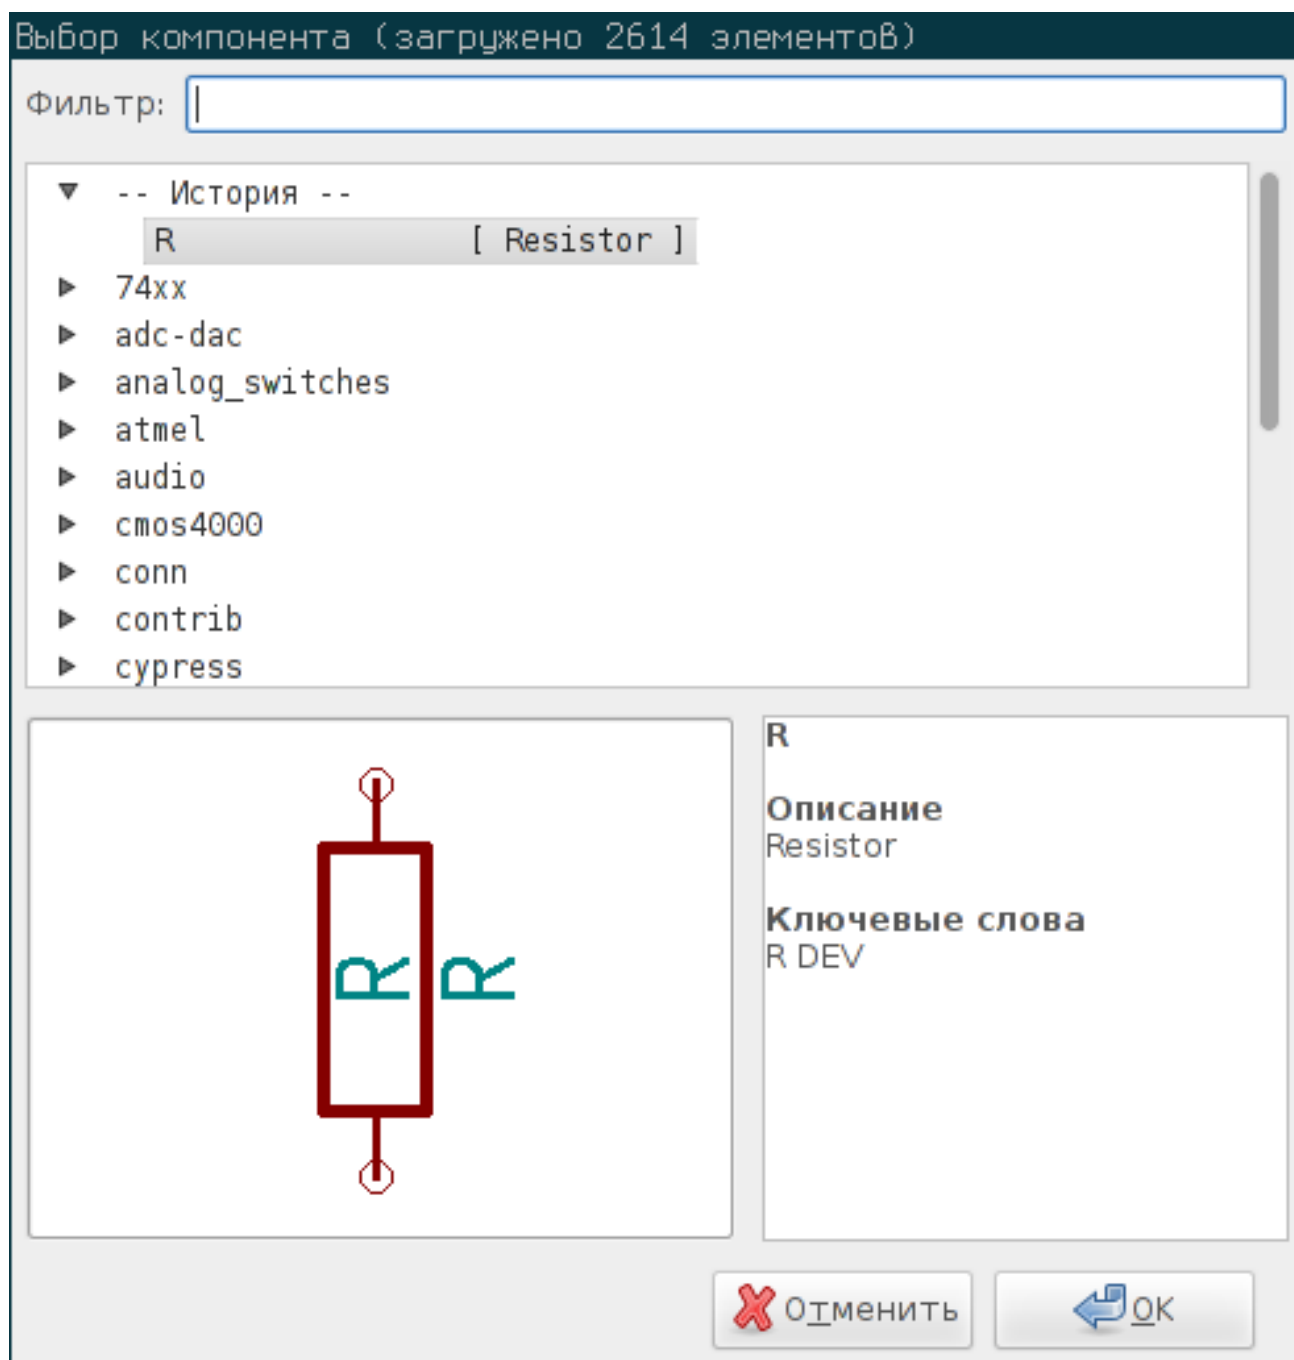 Выбор компонента (загружено 2614 элементов)
Фильтр:
-- История --
R [ Resistor ]
74xx
adc-dac
analog_switches
atmel
audio
cmos4000
conn
contrib
cypress
R
Описание
Resistor
Ключевые слова
R DEV
R R
Отменить OK